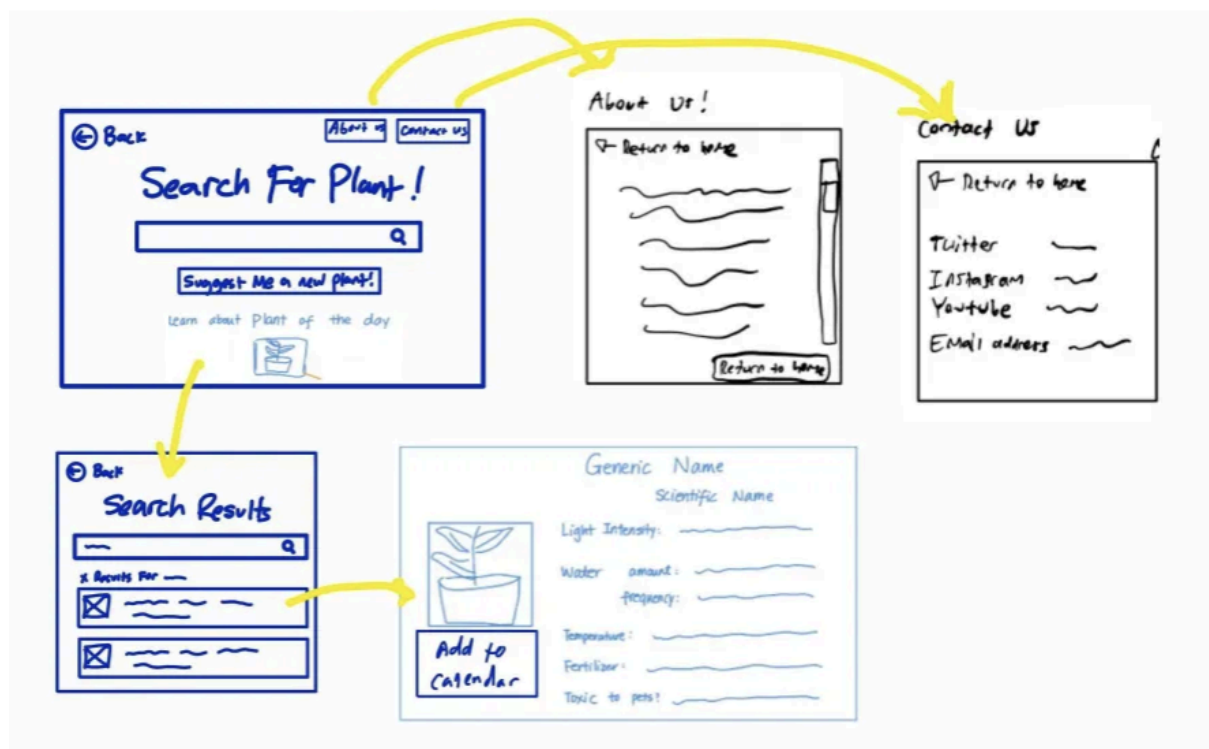 Back
About us
Contact Us
Search For Plant!
Suggest Me a new plant!
Learn about Plant of the day
About Us!
Return to home
Return to home
Contact Us
Return to home
Twitter
Instagram
Youtube
Email address
Back
Search Results
x Results For
Generic Name
Scientific Name
Light Intensity:
Water amount:
frequency:
Temperature:
Fertilizer:
Toxic to pets?
Add to
Calendar